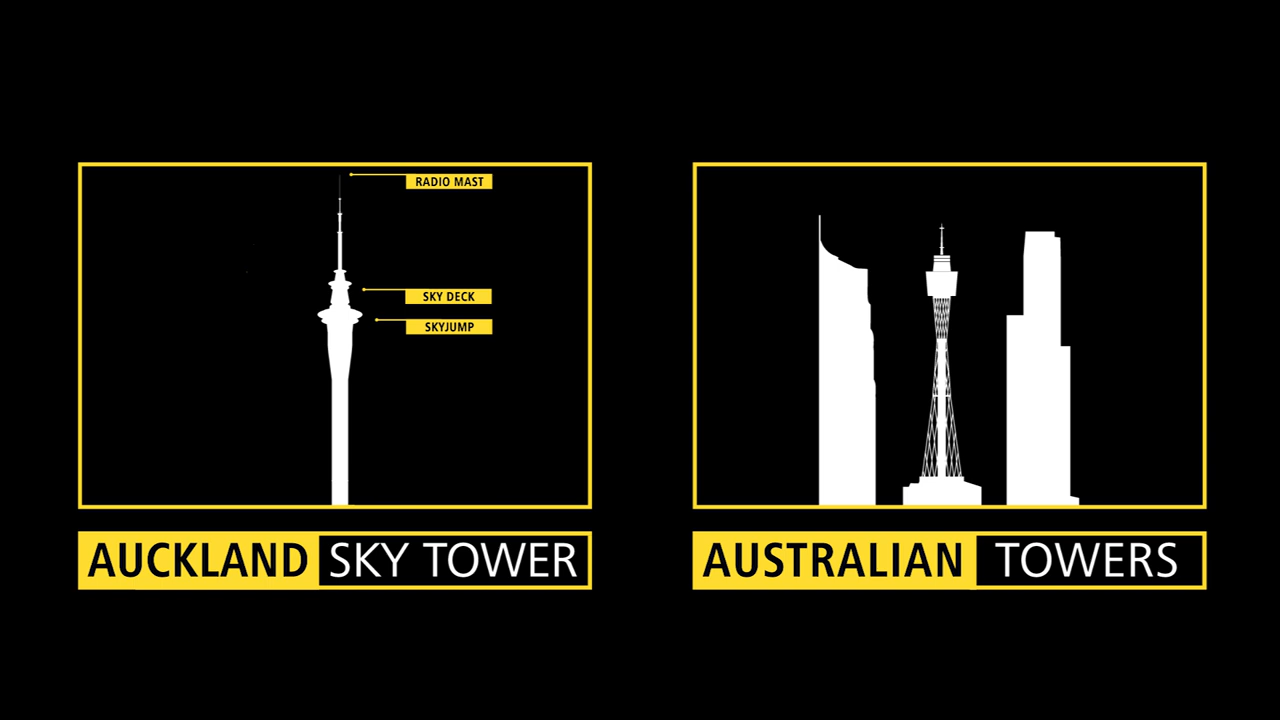 RADIO MAST
SKY DECK
SKYJUMP
AUCKLAND SKY TOWER
AUSTRALIAN TOWERS